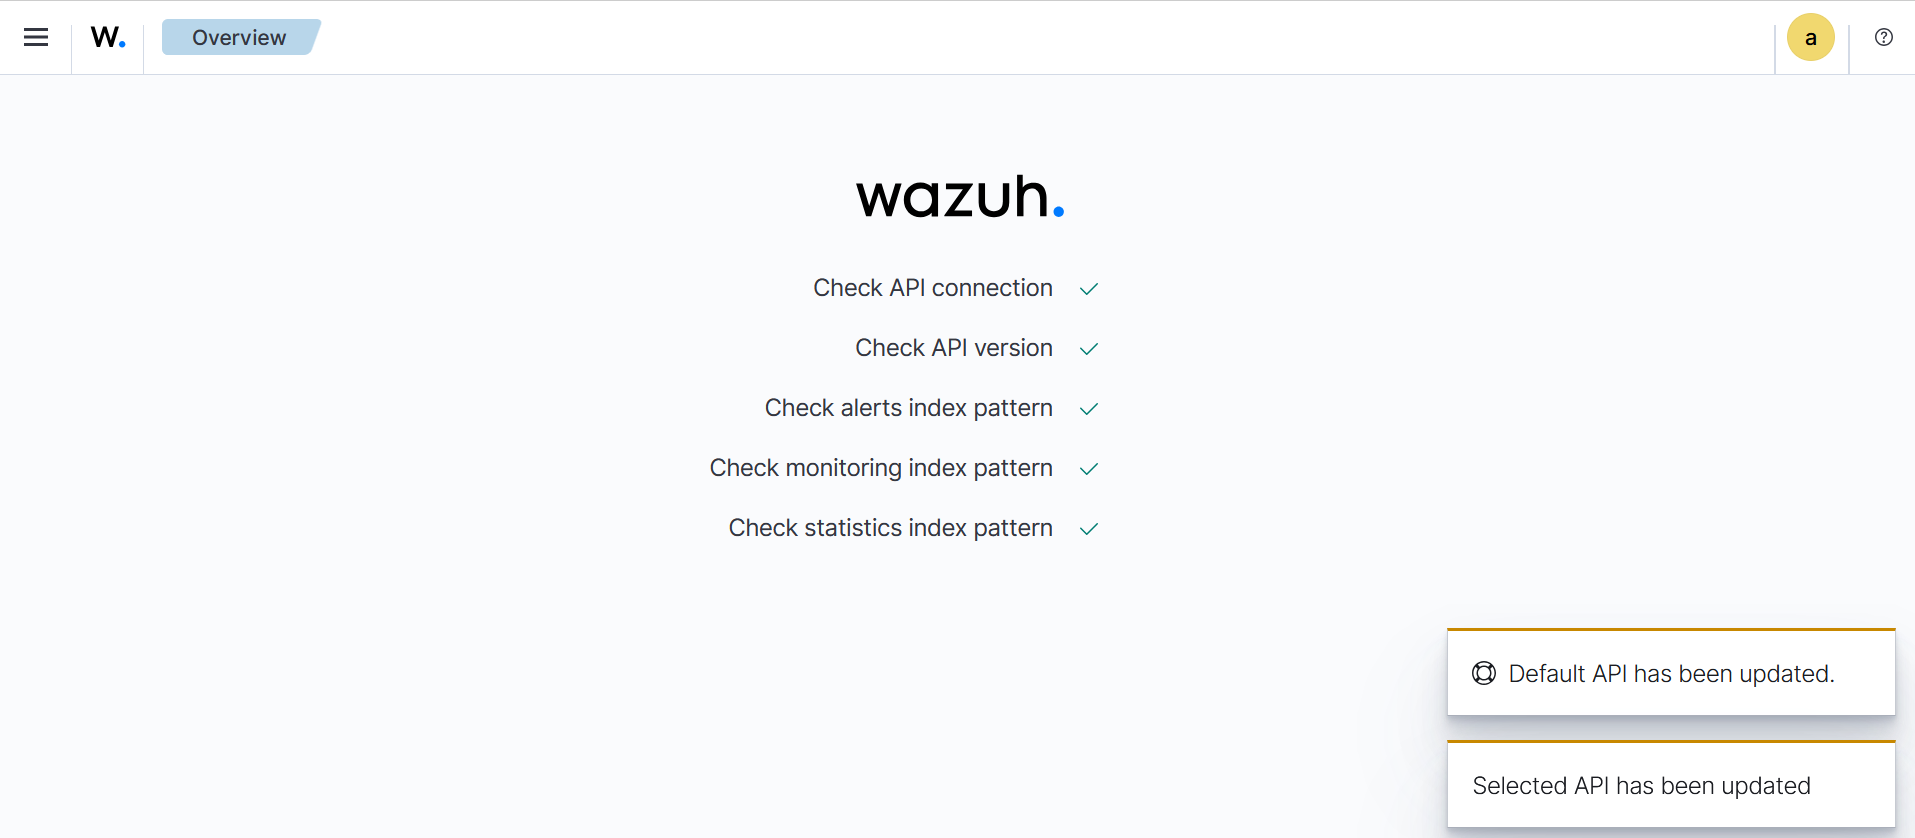 W.
Overview
a
wazuh.
Check API connection
Check API version
Check alerts index pattern
Check monitoring index pattern
Check statistics index pattern
Default API has been updated.
Selected API has been updated